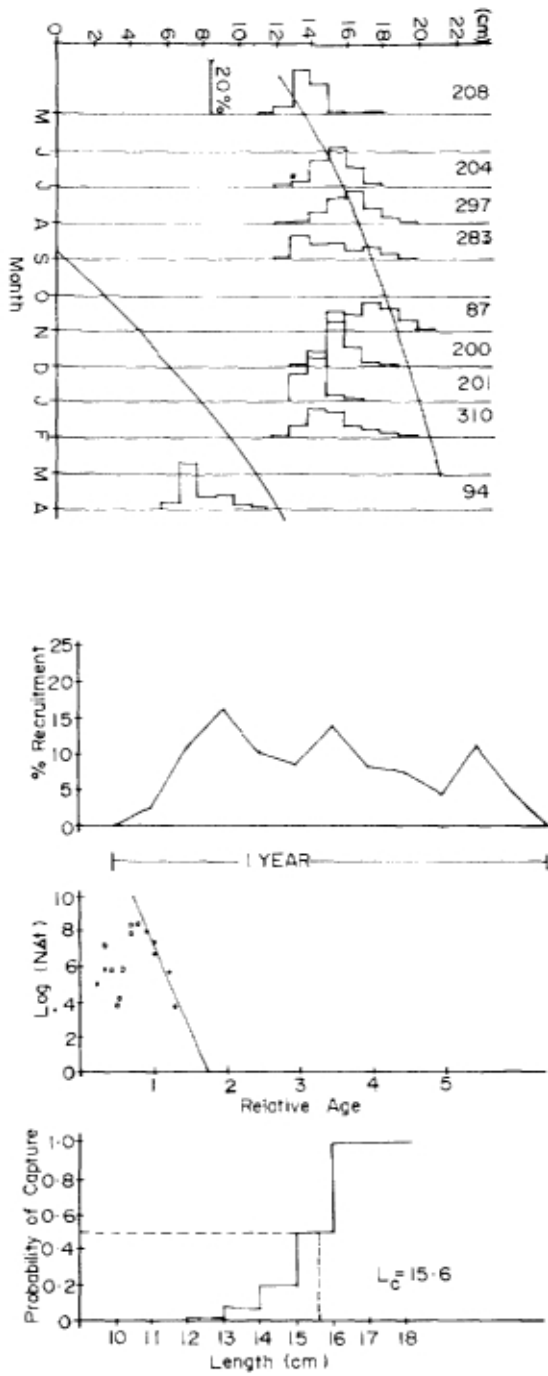 0 2 4 6 8 10 12 14 16 18 20 22 (cm)
20%
208
204
297
283
87
200
201
310
94
M J J A S O N D J F M A
Month
25
20
15
10
5
0
% Recruitment
1 YEAR
10
8
6
4
2
0
Log (N∆t)
1 2 3 4 5
Relative Age
1·0
0·8
0·6
0·4
0·2
0
Probability of Capture
Lc=15·6
10 11 12 13 14 15 16 17 18
Length (cm)